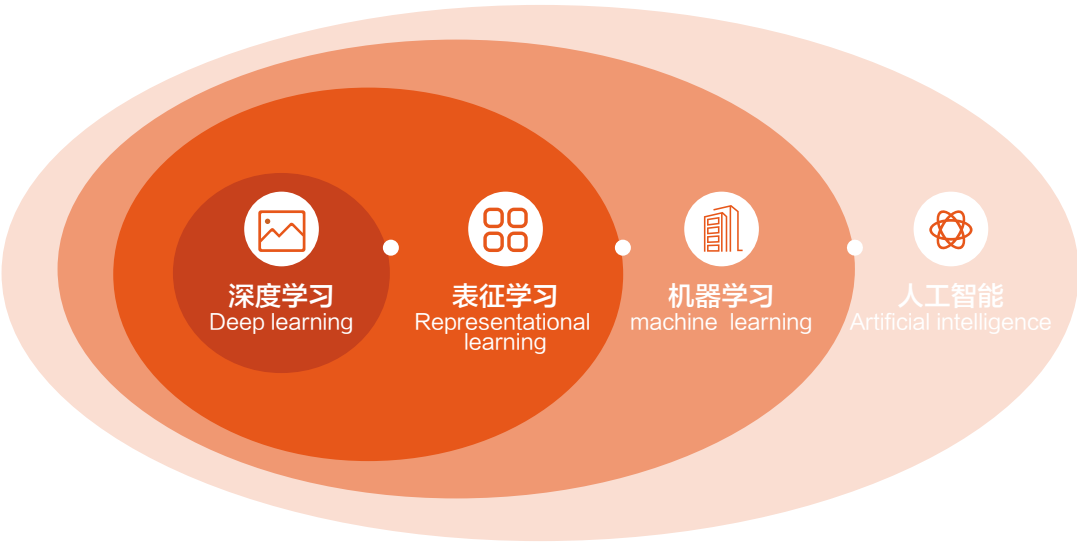 深度学习
Deep learning
表征学习
Representational
learning
机器学习
machine learning
人工智能
Artificial intelligence